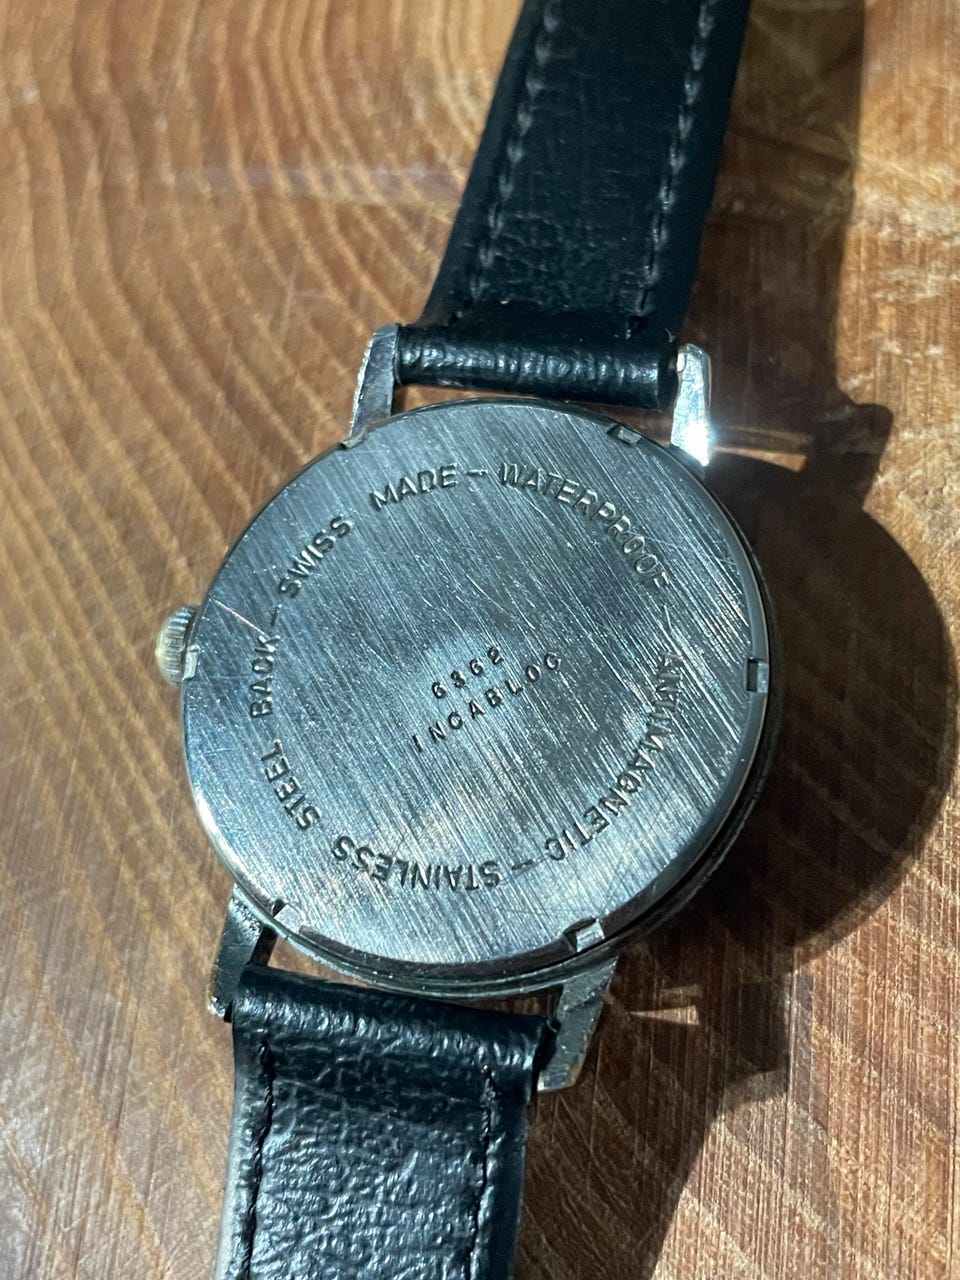 SWISS MADE – WATERPROOF – ANTIMAGNETIC – STAINLESS STEEL BACK –
6362
INCABLOC